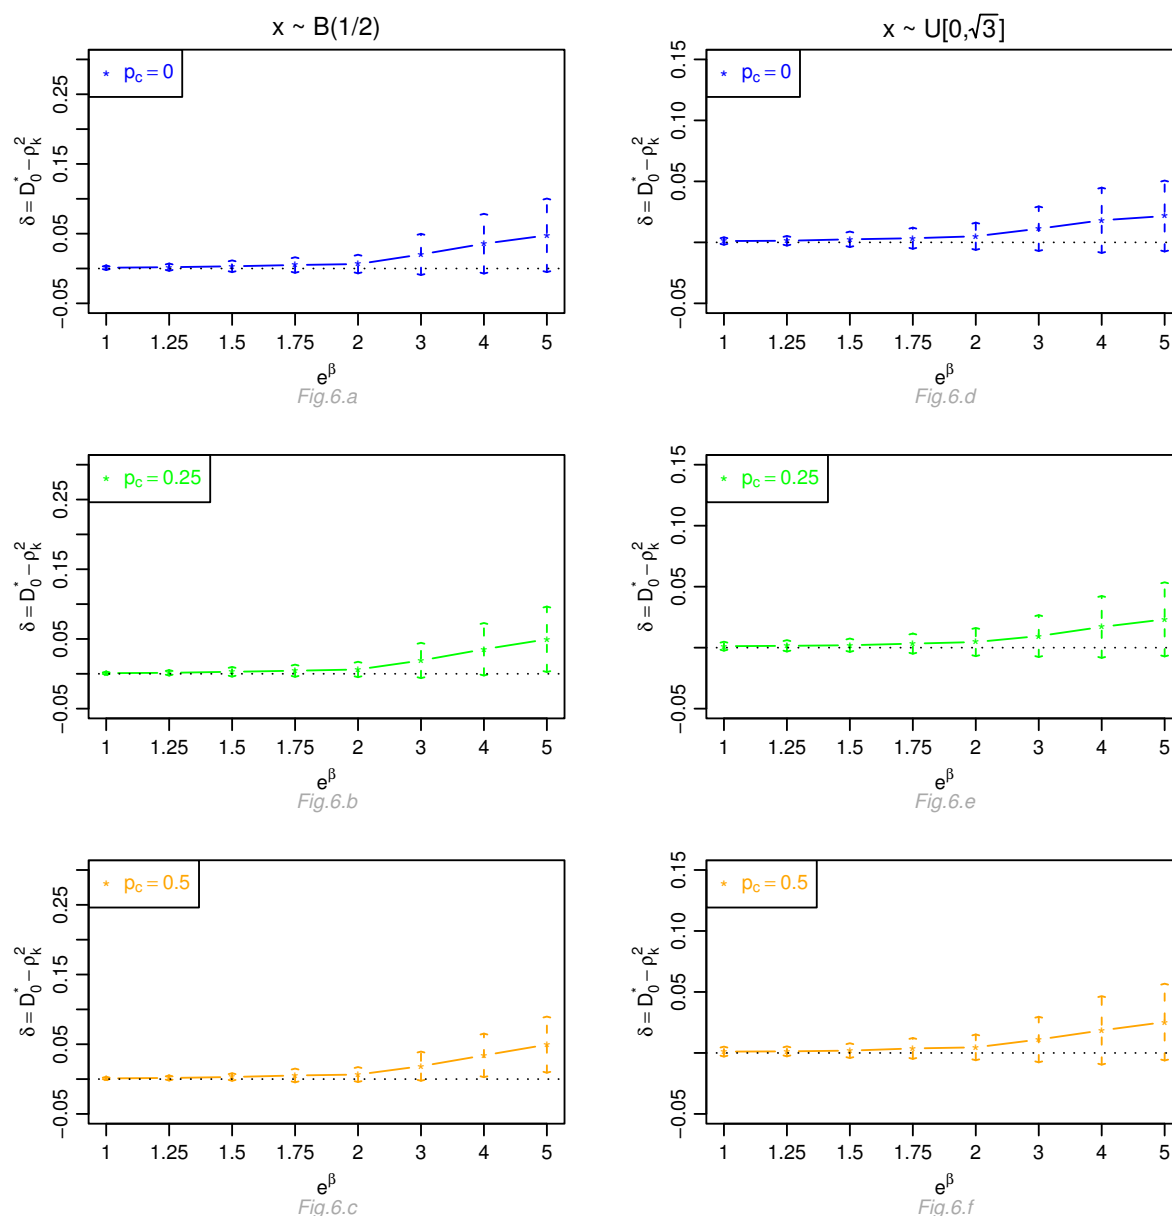 x ~ B(1/2)
p_c = 0
δ = D_0^* − ρ_k^2
−0.05 0.05 0.15 0.25
1 1.25 1.5 1.75 2 3 4 5
e^β
Fig.6.a
x ~ U[0,√3]
p_c = 0
δ = D_0^* − ρ_k^2
−0.05 0.05 0.10 0.15
1 1.25 1.5 1.75 2 3 4 5
e^β
Fig.6.d
p_c = 0.25
δ = D_0^* − ρ_k^2
−0.05 0.05 0.15 0.25
1 1.25 1.5 1.75 2 3 4 5
e^β
Fig.6.b
p_c = 0.25
δ = D_0^* − ρ_k^2
−0.05 0.05 0.10 0.15
1 1.25 1.5 1.75 2 3 4 5
e^β
Fig.6.e
p_c = 0.5
δ = D_0^* − ρ_k^2
−0.05 0.05 0.15 0.25
1 1.25 1.5 1.75 2 3 4 5
e^β
Fig.6.c
p_c = 0.5
δ = D_0^* − ρ_k^2
−0.05 0.05 0.10 0.15
1 1.25 1.5 1.75 2 3 4 5
e^β
Fig.6.f